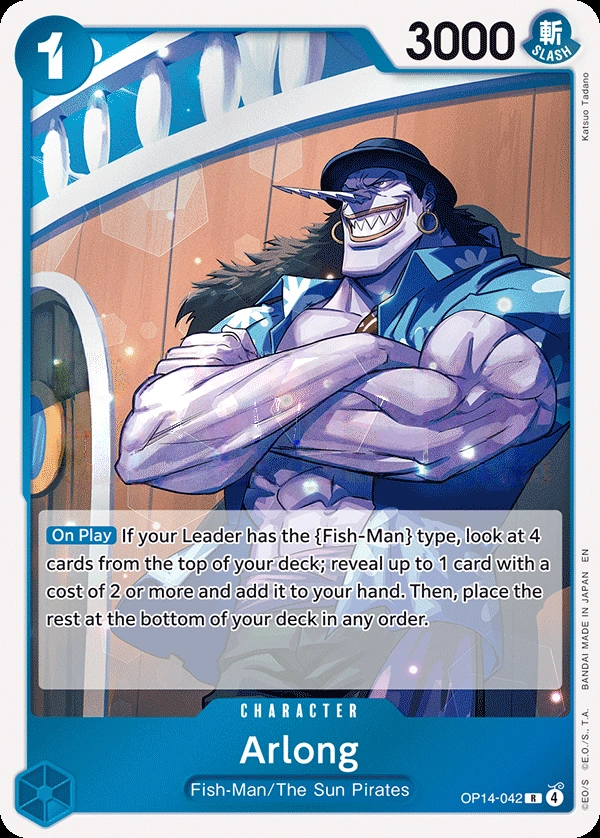 1
3000
斬
SLASH
Katsuo Tadano
On Play If your Leader has the {Fish-Man} type, look at 4
cards from the top of your deck; reveal up to 1 card with a
cost of 2 or more and add it to your hand. Then, place the
rest at the bottom of your deck in any order.
CHARACTER
Arlong
Fish-Man/The Sun Pirates
OP14-042 R 4
©EO/S ©E.O./S., T.A. BANDAI MADE IN JAPAN EN